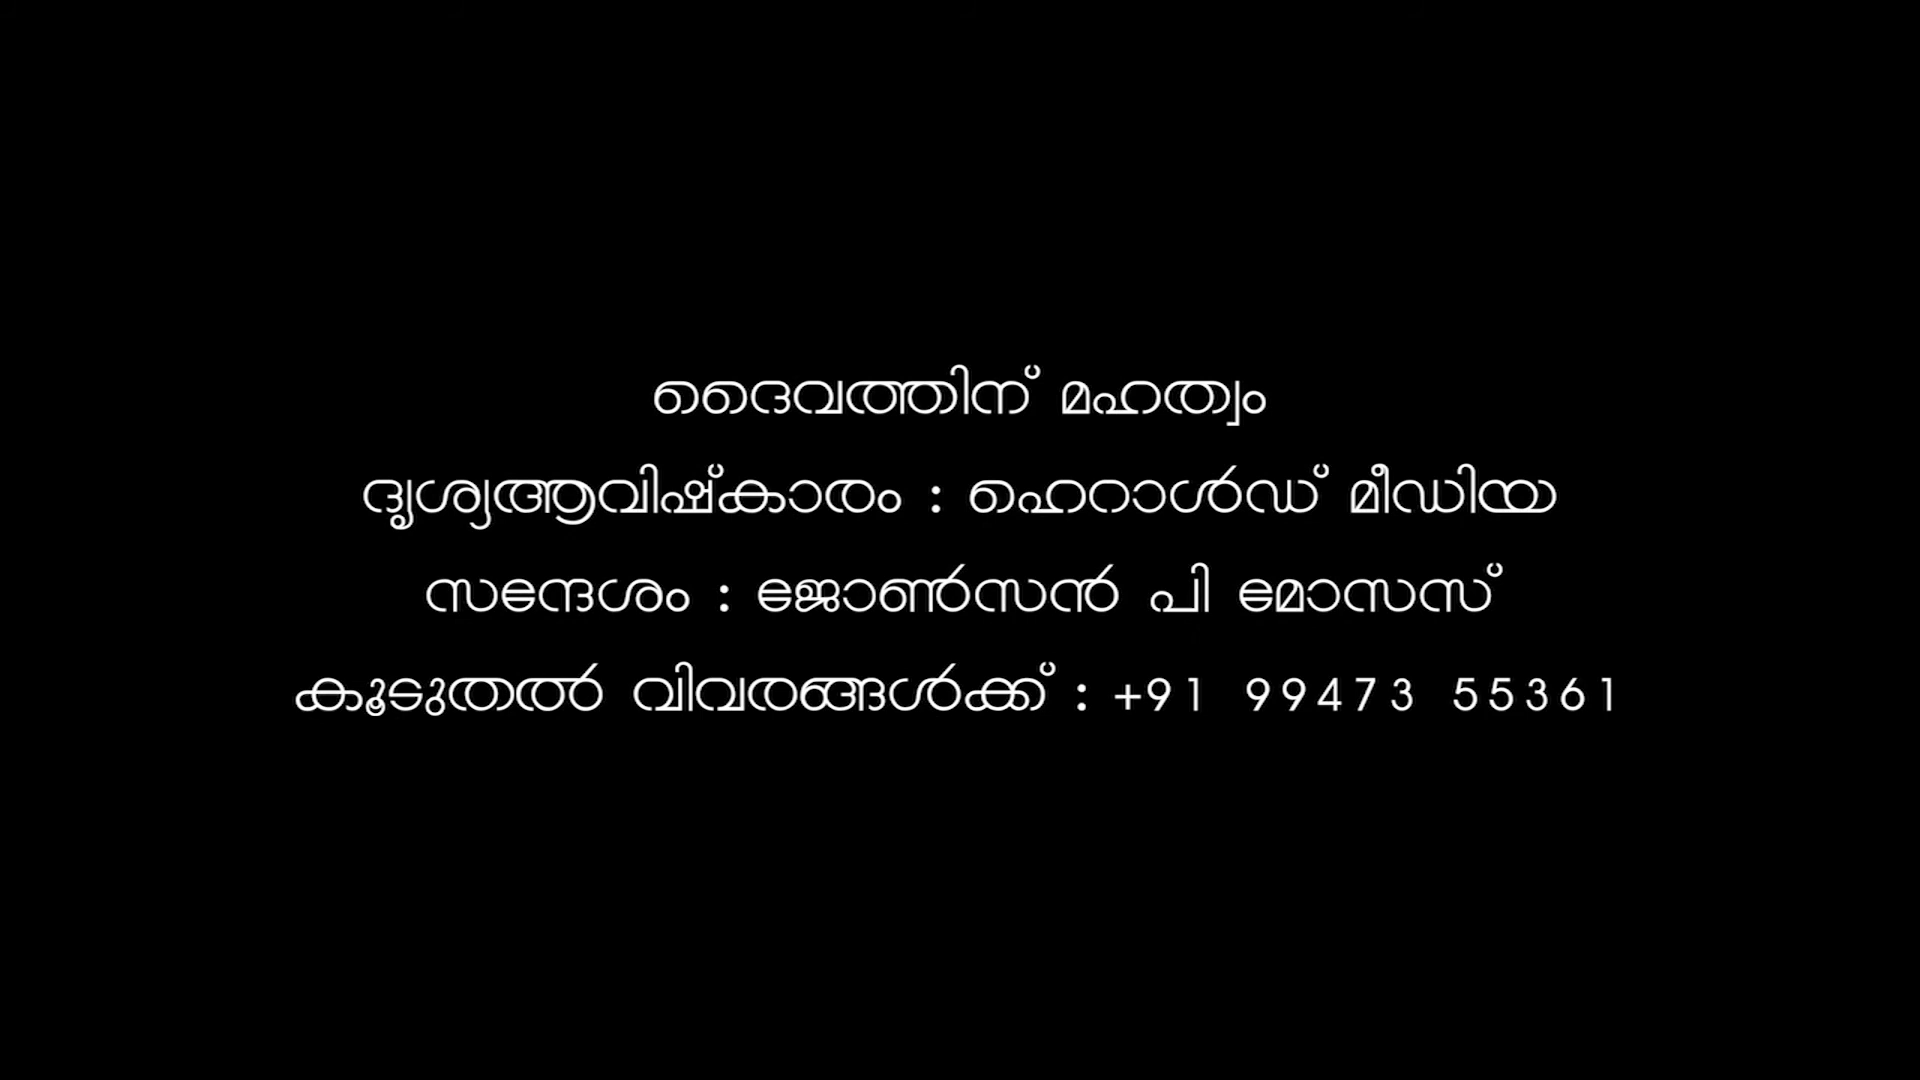 ദൈവത്തിന് മഹത്വം
ദൃശ്യആവിഷ്കാരം : ഹെറാൾഡ് മീഡിയ
സന്ദേശം : ജോൺസൻ പി മോസസ്
കൂടുതൽ വിവരങ്ങൾക്ക് : +91 99473 55361